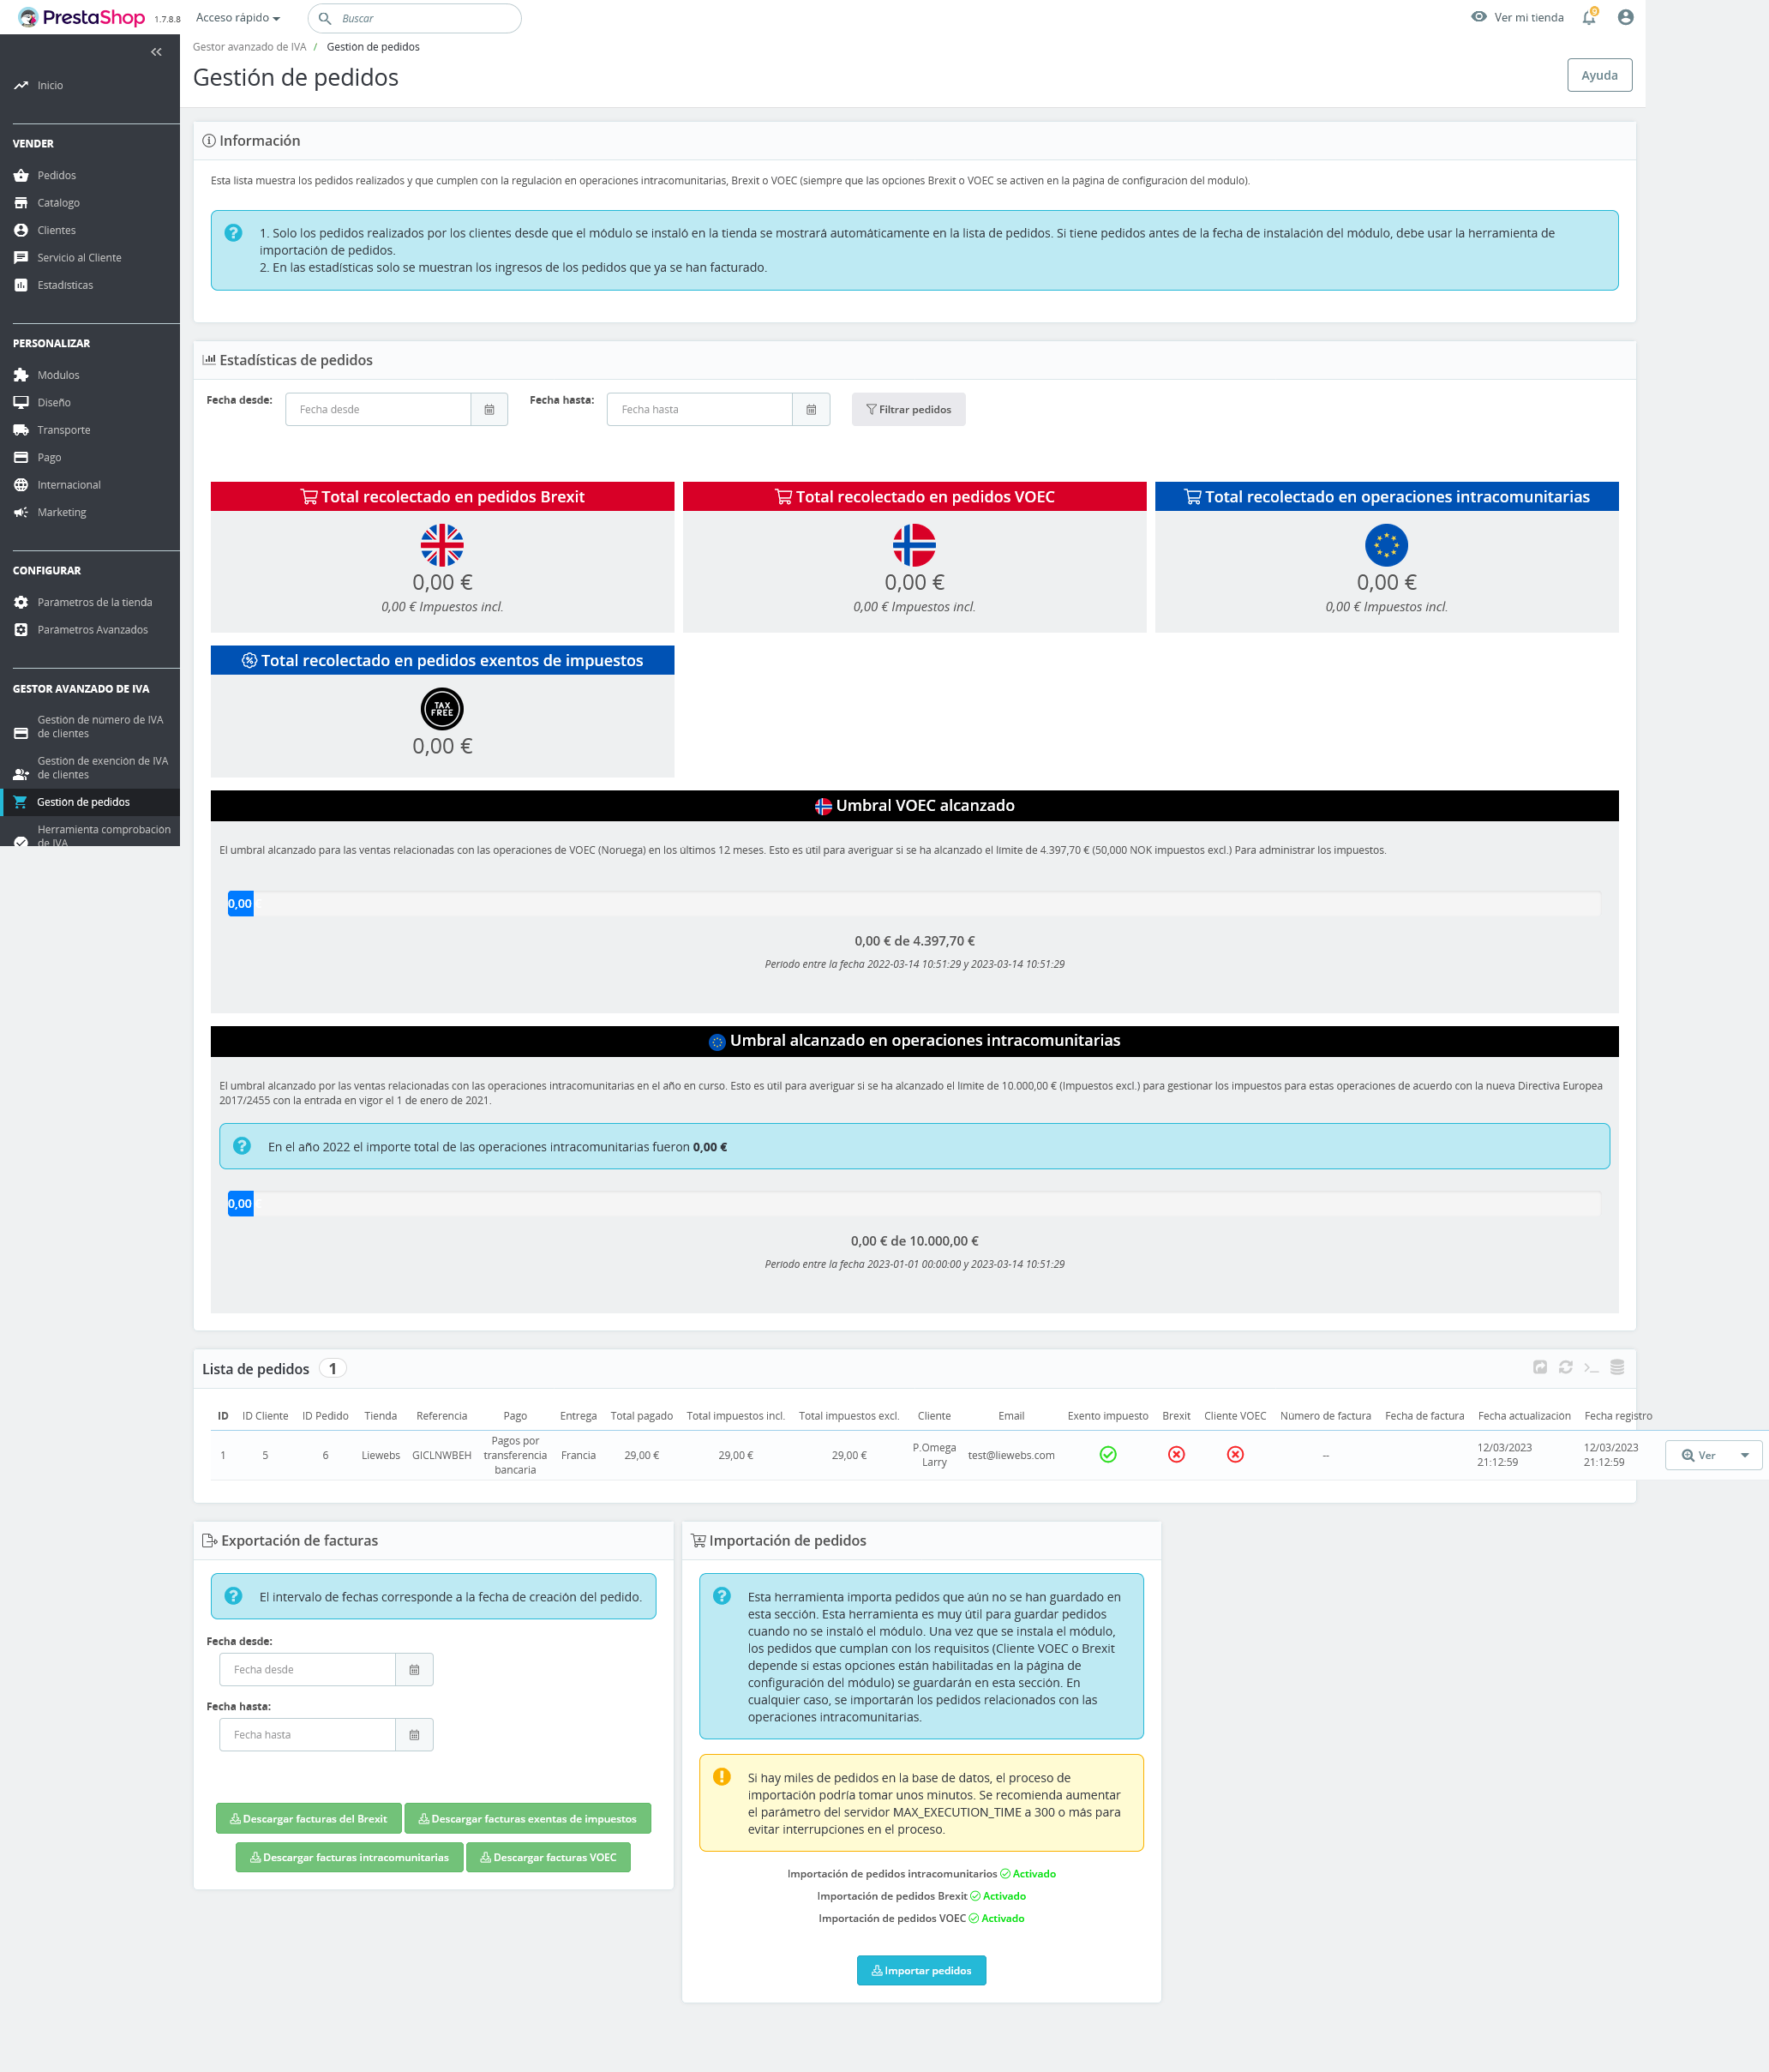 PrestaShop 1.7.8.8 Acceso rápido Buscar Ver mi tienda 0
Gestor avanzado de IVA / Gestión de pedidos
Gestión de pedidos
Ayuda
Inicio
VENDER
Pedidos
Catálogo
Clientes
Servicio al Cliente
Estadísticas
PERSONALIZAR
Módulos
Diseño
Transporte
Pago
Internacional
Marketing
CONFIGURAR
Parámetros de la tienda
Parámetros Avanzados
GESTOR AVANZADO DE IVA
Gestión de número de IVA
de clientes
Gestión de exención de IVA
de clientes
Gestión de pedidos
Herramienta comprobación
de IVA
Información
Esta lista muestra los pedidos realizados y que cumplen con la regulación en operaciones intracomunitarias, Brexit o VOEC (siempre que las opciones Brexit o VOEC se activen en la página de configuración del módulo).
1. Solo los pedidos realizados por los clientes desde que el módulo se instaló en la tienda se mostrará automáticamente en la lista de pedidos. Si tiene pedidos antes de la fecha de instalación del módulo, debe usar la herramienta de
importación de pedidos.
2. En las estadísticas solo se muestran los ingresos de los pedidos que ya se han facturado.
Estadísticas de pedidos
Fecha desde: Fecha desde Fecha hasta: Fecha hasta Filtrar pedidos
Total recolectado en pedidos Brexit
0,00 €
0,00 € Impuestos incl.
Total recolectado en pedidos VOEC
0,00 €
0,00 € Impuestos incl.
Total recolectado en operaciones intracomunitarias
0,00 €
0,00 € Impuestos incl.
Total recolectado en pedidos exentos de impuestos
TAX
FREE
0,00 €
Umbral VOEC alcanzado
El umbral alcanzado para las ventas relacionadas con las operaciones de VOEC (Noruega) en los últimos 12 meses. Esto es útil para averiguar si se ha alcanzado el límite de 4.397,70 € (50,000 NOK impuestos excl.) Para administrar los impuestos.
0,00 €
0,00 € de 4.397,70 €
Periodo entre la fecha 2022-03-14 10:51:29 y 2023-03-14 10:51:29
Umbral alcanzado en operaciones intracomunitarias
El umbral alcanzado por las ventas relacionadas con las operaciones intracomunitarias en el año en curso. Esto es útil para averiguar si se ha alcanzado el límite de 10.000,00 € (Impuestos excl.) para gestionar los impuestos para estas operaciones de acuerdo con la nueva Directiva Europea
2017/2455 con la entrada en vigor el 1 de enero de 2021.
En el año 2022 el importe total de las operaciones intracomunitarias fueron 0,00 €
0,00
0,00 € de 10.000,00 €
Periodo entre la fecha 2023-01-01 00:00:00 y 2023-03-14 10:51:29
Lista de pedidos 1
ID ID Cliente ID Pedido Tienda Referencia Pago Entrega Total pagado Total impuestos incl. Total impuestos excl. Cliente Email Exento impuesto Brexit Cliente VOEC Número de factura Fecha de factura Fecha actualización Fecha registro
1 5 6 Liewebs GICLNWBEH Pagos por transferencia bancaria Francia 29,00 € 29,00 € 29,00 € P.Omega Larry test@liewebs.com -- 12/03/2023 21:12:59 12/03/2023 21:12:59 Ver
Exportación de facturas
El intervalo de fechas corresponde a la fecha de creación del pedido.
Fecha desde:
Fecha desde
Fecha hasta:
Fecha hasta
Descargar facturas del Brexit Descargar facturas exentas de impuestos
Descargar facturas intracomunitarias Descargar facturas VOEC
Importación de pedidos
Esta herramienta importa pedidos que aún no se han guardado en
esta sección. Esta herramienta es muy útil para guardar pedidos
cuando no se instaló el módulo. Una vez que se instala el módulo,
los pedidos que cumplan con los requisitos (Cliente VOEC o Brexit
depende si estas opciones están habilitadas en la página de
configuración del módulo) se guardarán en esta sección. En
cualquier caso, se importarán los pedidos relacionados con las
operaciones intracomunitarias.
Si hay miles de pedidos en la base de datos, el proceso de
importación podría tomar unos minutos. Se recomienda aumentar
el parámetro del servidor MAX_EXECUTION_TIME a 300 o más para
evitar interrupciones en el proceso.
Importación de pedidos intracomunitarios Activado
Importación de pedidos Brexit Activado
Importación de pedidos VOEC Activado
Importar pedidos